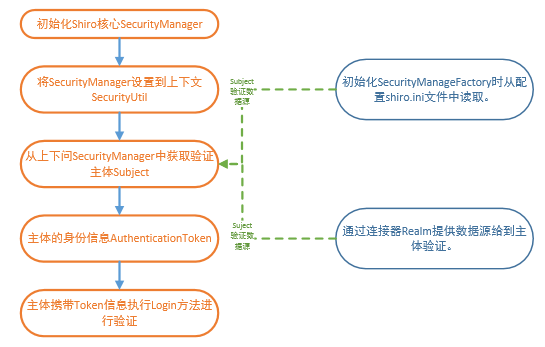 初始化Shiro核心SecurityManager
将SecurityManager设置到上下文
SecurityUtil
从上下问SecurityManager中获取验证
主体Subject
主体的身份信息AuthenticationToken
主体携带Token信息执行Login方法进
行验证
Subject
验证数
据源
Suject
验证数
据源
初始化SecurityManageFactory时从配
置shiro.ini文件中读取。
通过连接器Realm提供数据源给到主
体验证。